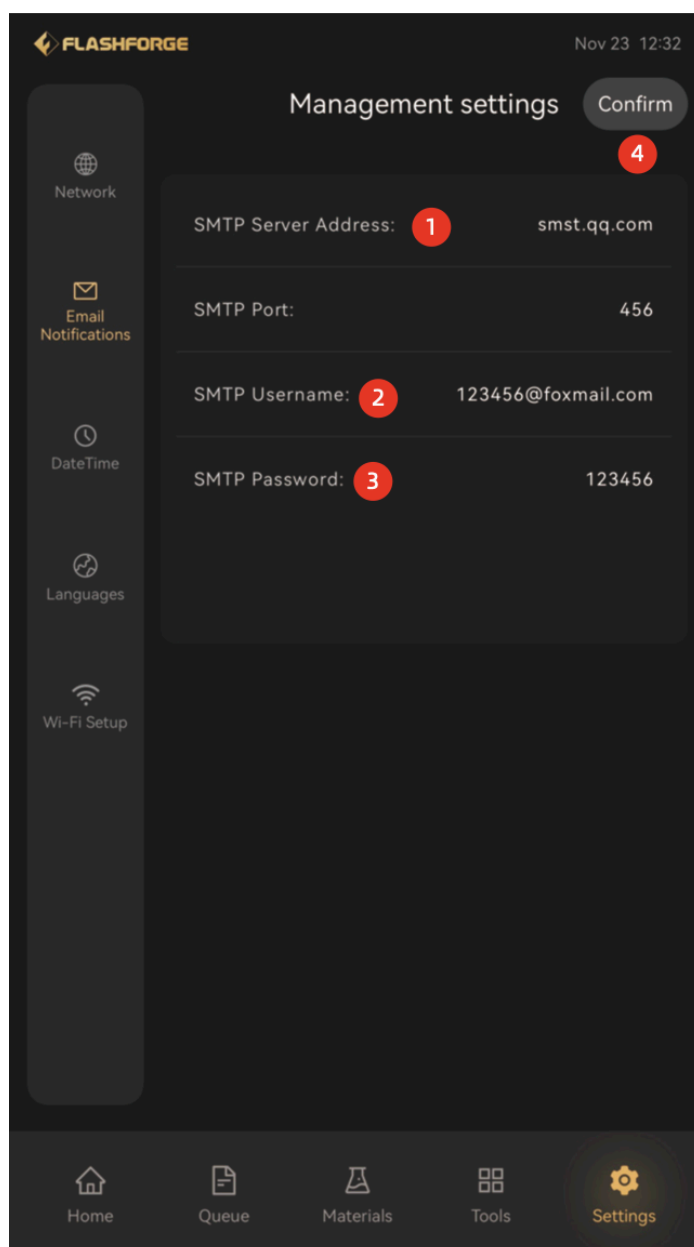 FLASHFORGE
Nov 23 12:32
Management settings
Confirm
4
Network
SMTP Server Address:
1
smst.qq.com
Email
Notifications
SMTP Port:
456
SMTP Username:
2
123456@foxmail.com
DateTime
SMTP Password:
3
123456
Languages
Wi-Fi Setup
Home
Queue
Materials
Tools
Settings